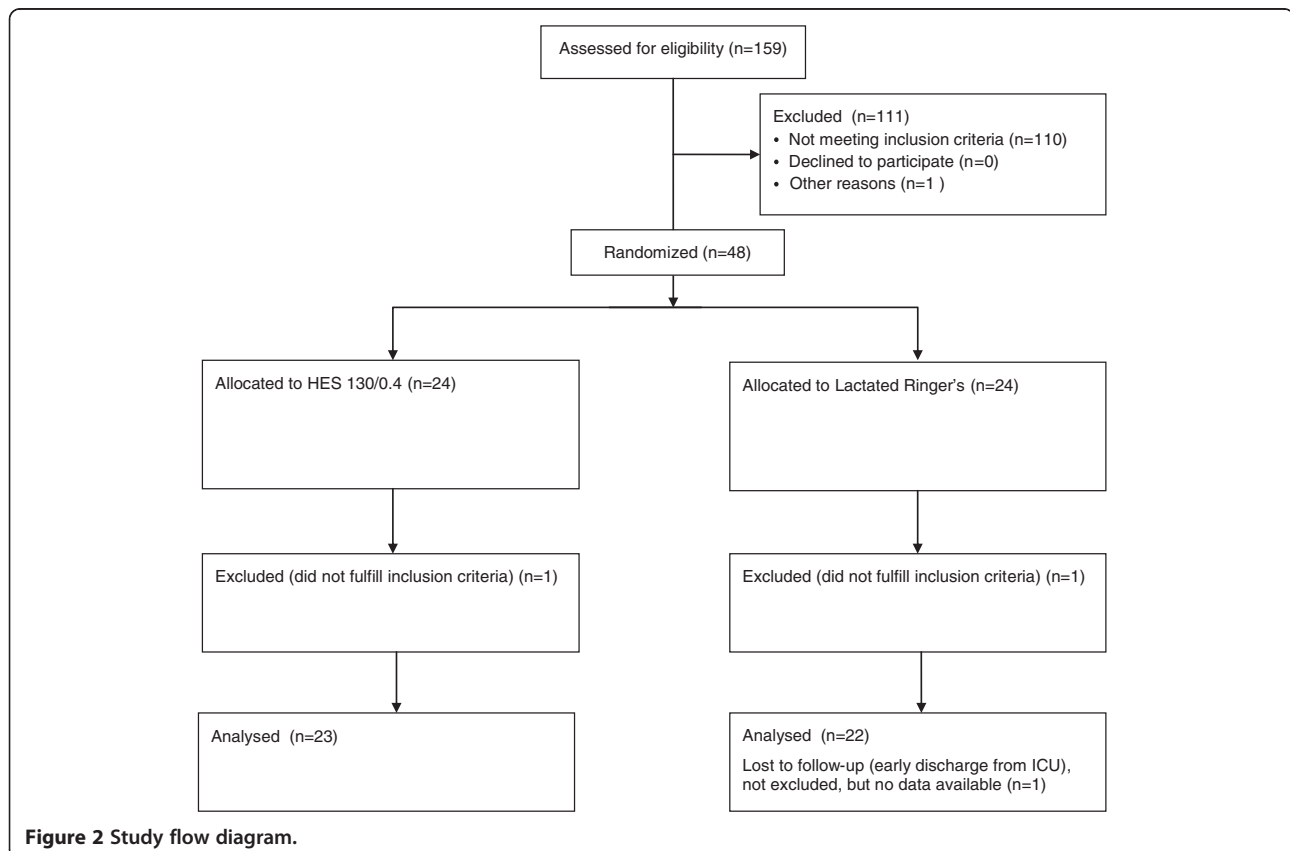 Assessed for eligibility (n=159)
Excluded (n=111)
• Not meeting inclusion criteria (n=110)
• Declined to participate (n=0)
• Other reasons (n=1 )
Randomized (n=48)
Allocated to HES 130/0.4 (n=24)
Allocated to Lactated Ringer's (n=24)
Excluded (did not fulfill inclusion criteria) (n=1)
Excluded (did not fulfill inclusion criteria) (n=1)
Analysed (n=23)
Analysed (n=22)
Lost to follow-up (early discharge from ICU),
not excluded, but no data available (n=1)
Figure 2 Study flow diagram.